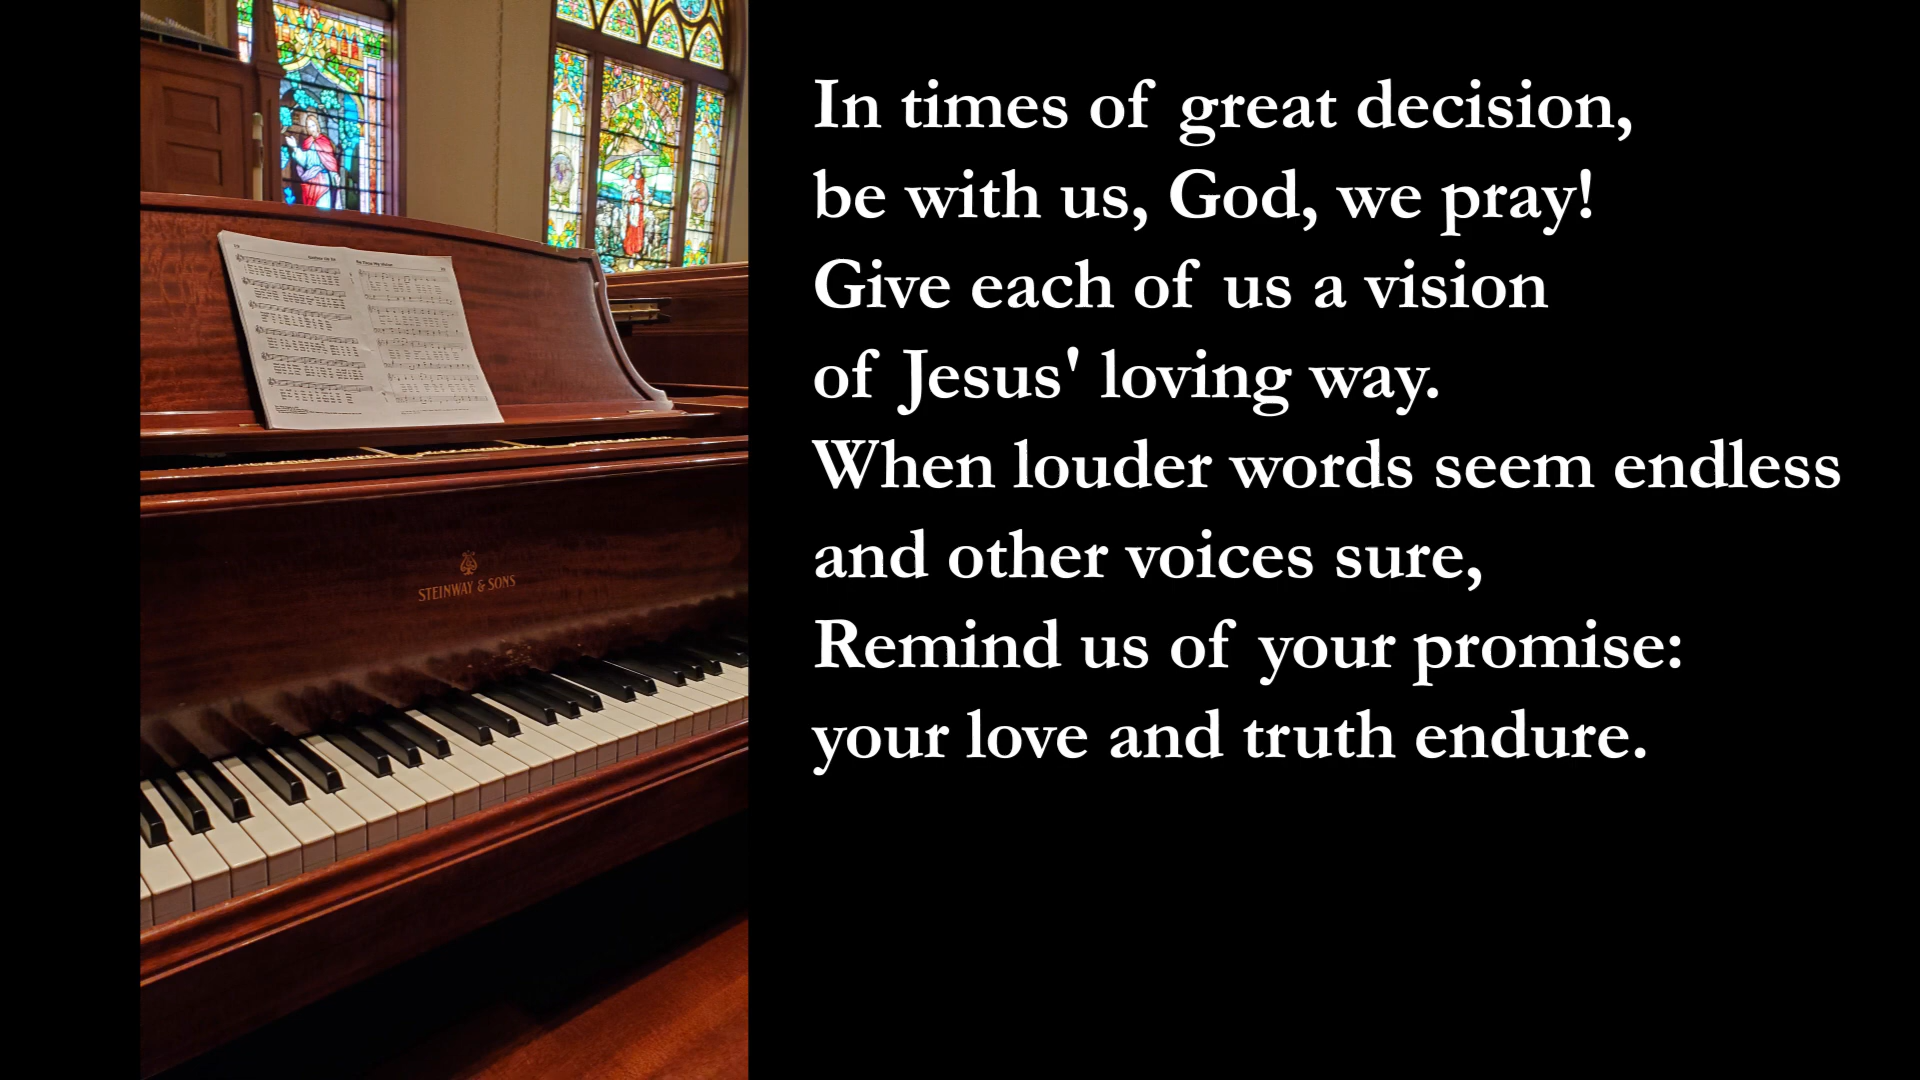 In times of great decision,
be with us, God, we pray!
Give each of us a vision
of Jesus' loving way.
When louder words seem endless
and other voices sure,
Remind us of your promise:
your love and truth endure.
STEINWAY & SONS